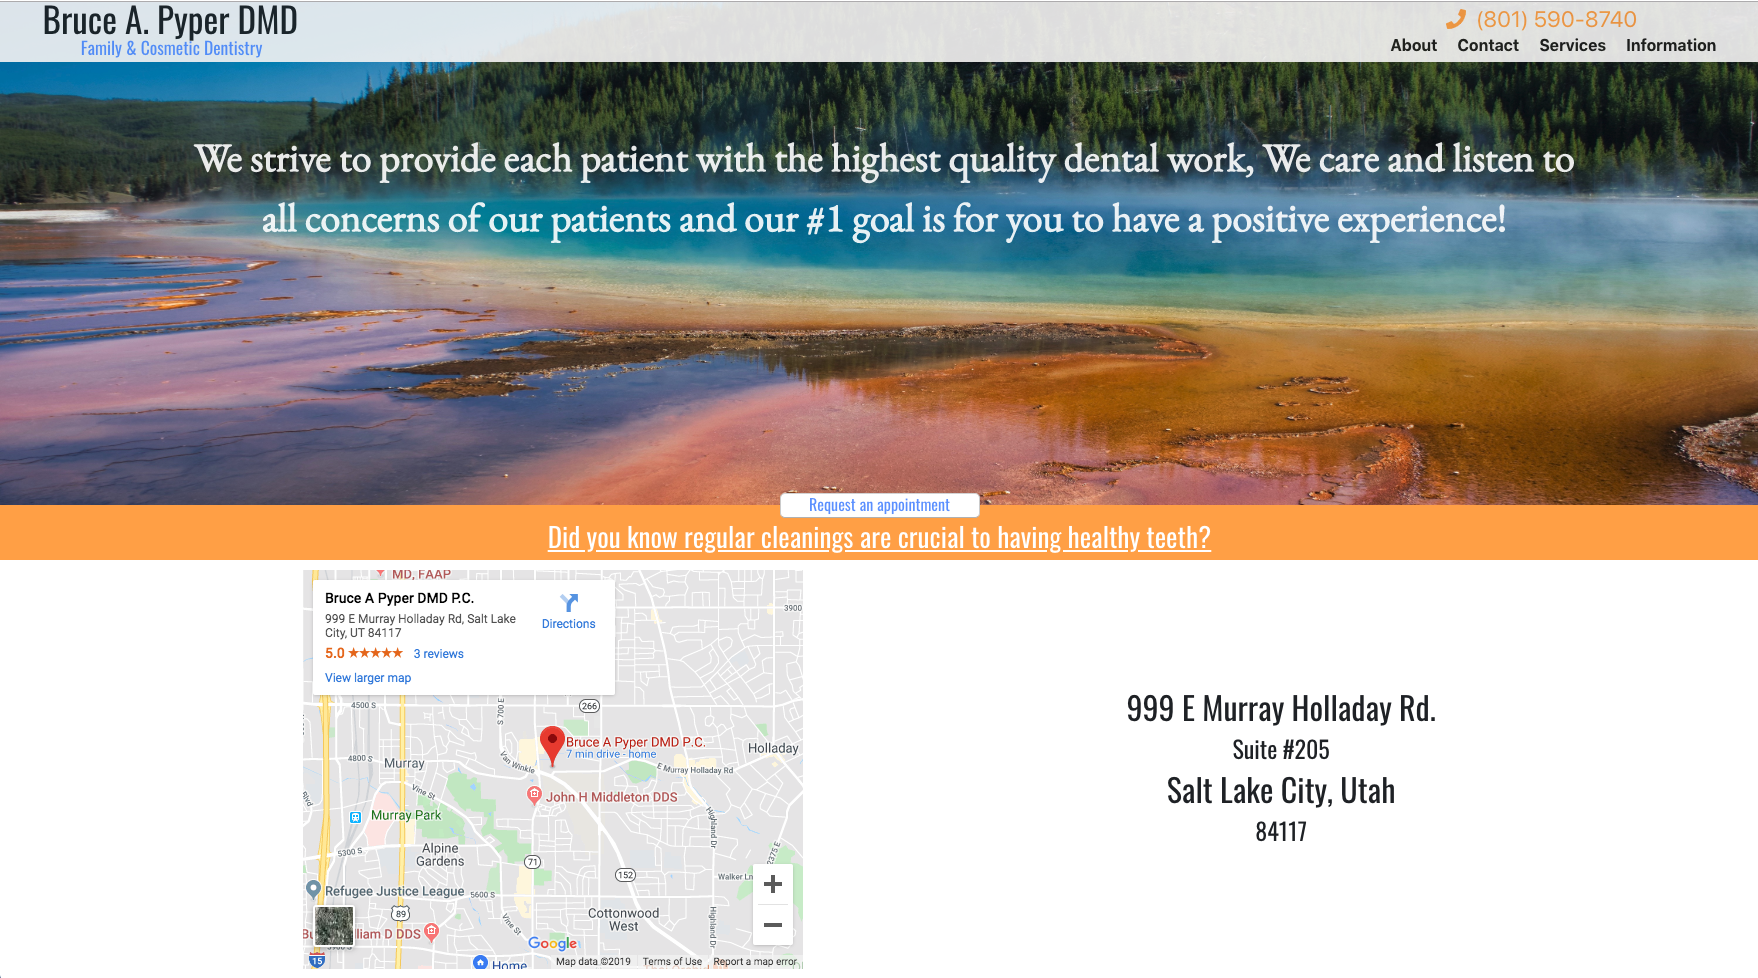 Bruce A. Pyper DMD
Family & Cosmetic Dentistry
(801) 590-8740
About Contact Services Information
We strive to provide each patient with the highest quality dental work, We care and listen to
all concerns of our patients and our #1 goal is for you to have a positive experience!
Request an appointment
Did you know regular cleanings are crucial to having healthy teeth?
MD, FAAP
Bruce A Pyper DMD P.C.
999 E Murray Holladay Rd, Salt Lake
City, UT 84117
Directions
5.0 ★★★★★ 3 reviews
View larger map
3900
4500 S
S 700 E
266
Bruce A Pyper DMD P.C.
7 min drive - home
Holladay
4800 S
Murray
Van Winkle
E Murray Holladay Rd
Vine St
John H Middleton DDS
Murray Park
Highland Dr
5300 S
Alpine
Gardens
71
152
2375 E
Walker Ln
Refugee Justice League
5600 S
89
Vine St
Cottonwood
West
Highland Dr
liam D DDS
5900 S
15
Google
Home
Map data ©2019 Terms of Use Report a map error
999 E Murray Holladay Rd.
Suite #205
Salt Lake City, Utah
84117